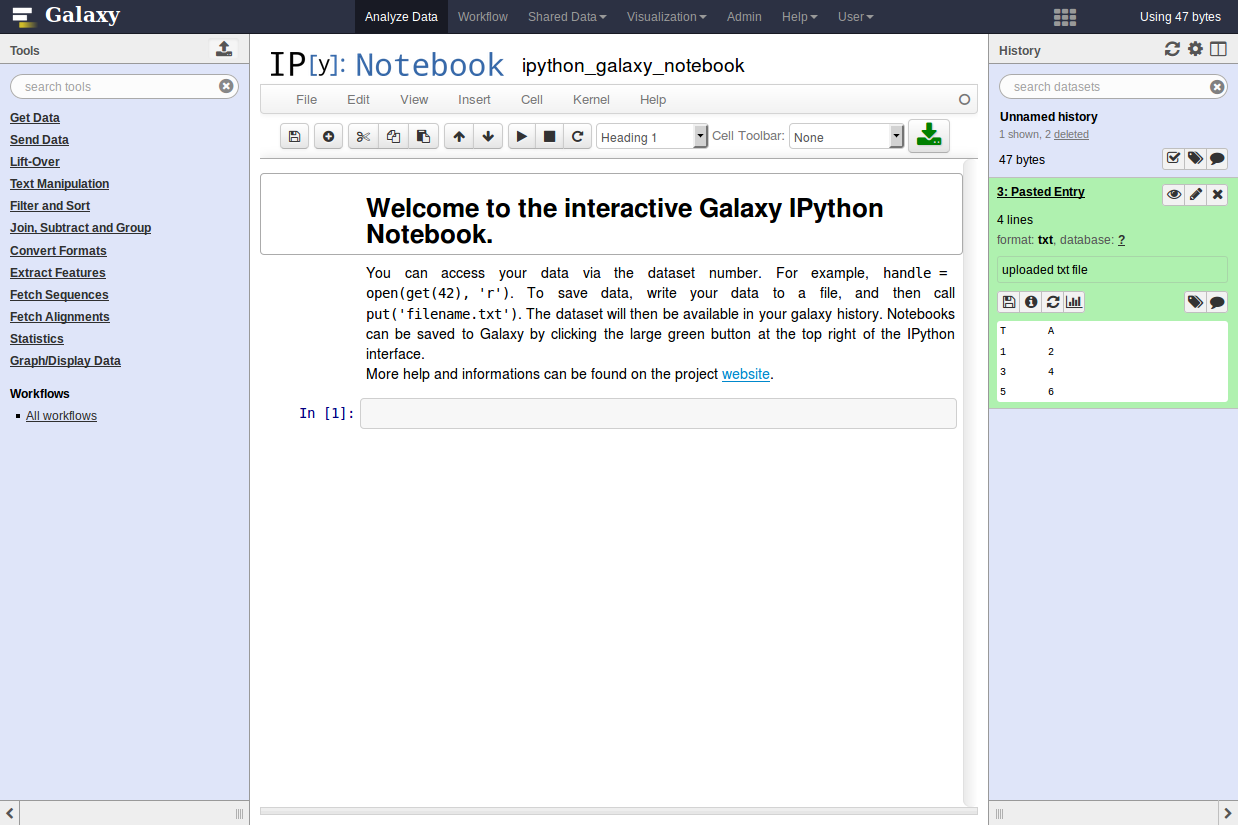 Galaxy
Analyze Data Workflow Shared Data Visualization Admin Help User Using 47 bytes
Tools
search tools
Get Data
Send Data
Lift-Over
Text Manipulation
Filter and Sort
Join, Subtract and Group
Convert Formats
Extract Features
Fetch Sequences
Fetch Alignments
Statistics
Graph/Display Data
Workflows
All workflows
IP[y]: Notebook ipython_galaxy_notebook
File Edit View Insert Cell Kernel Help
Heading 1 Cell Toolbar: None
Welcome to the interactive Galaxy IPython
Notebook.
You can access your data via the dataset number. For example, handle =
open(get(42), 'r'). To save data, write your data to a file, and then call
put('filename.txt'). The dataset will then be available in your galaxy history. Notebooks
can be saved to Galaxy by clicking the large green button at the top right of the IPython
interface.
More help and informations can be found on the project website.
In [1]:
History
search datasets
Unnamed history
1 shown, 2 deleted
47 bytes
3: Pasted Entry
4 lines
format: txt, database: ?
uploaded txt file
T A
1 2
3 4
5 6